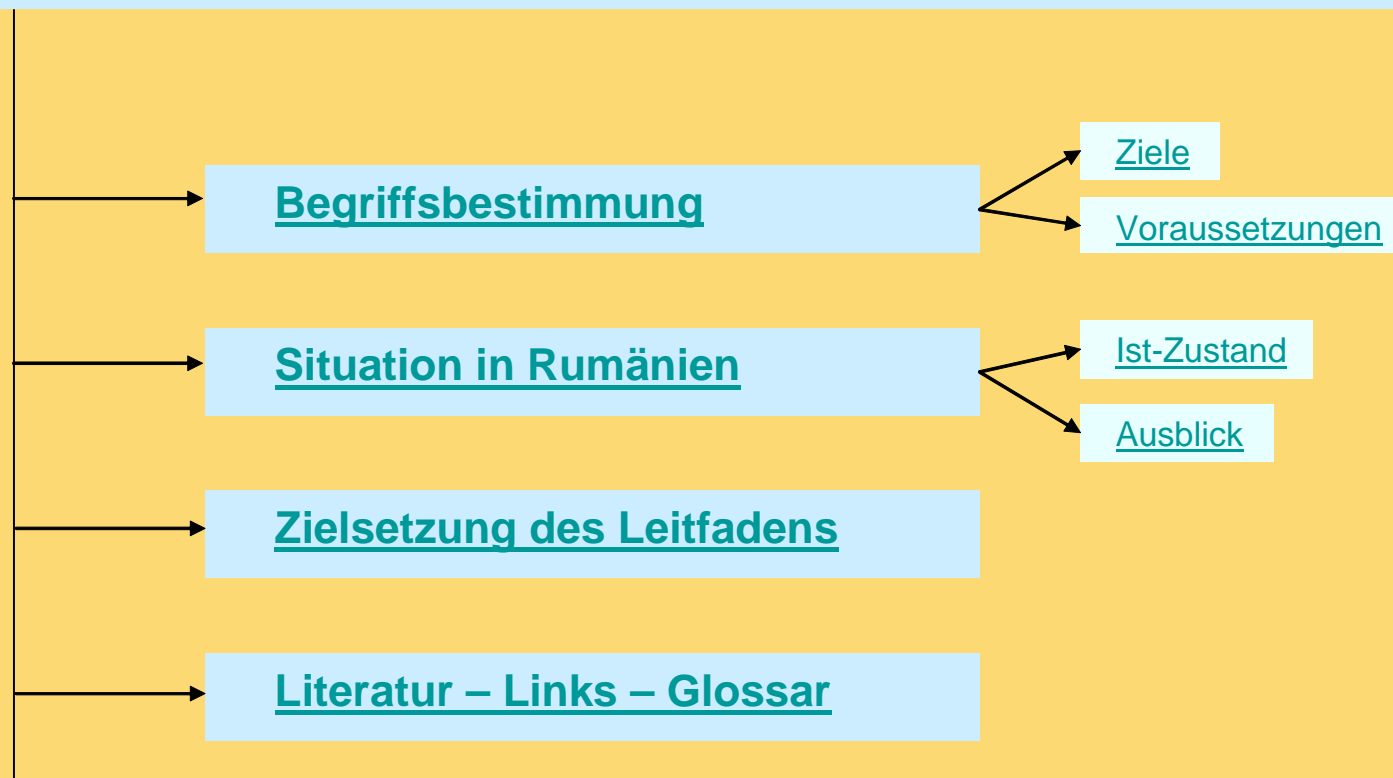 Begriffsbestimmung
Ziele
Voraussetzungen
Situation in Rumänien
Ist-Zustand
Ausblick
Zielsetzung des Leitfadens
Literatur – Links – Glossar